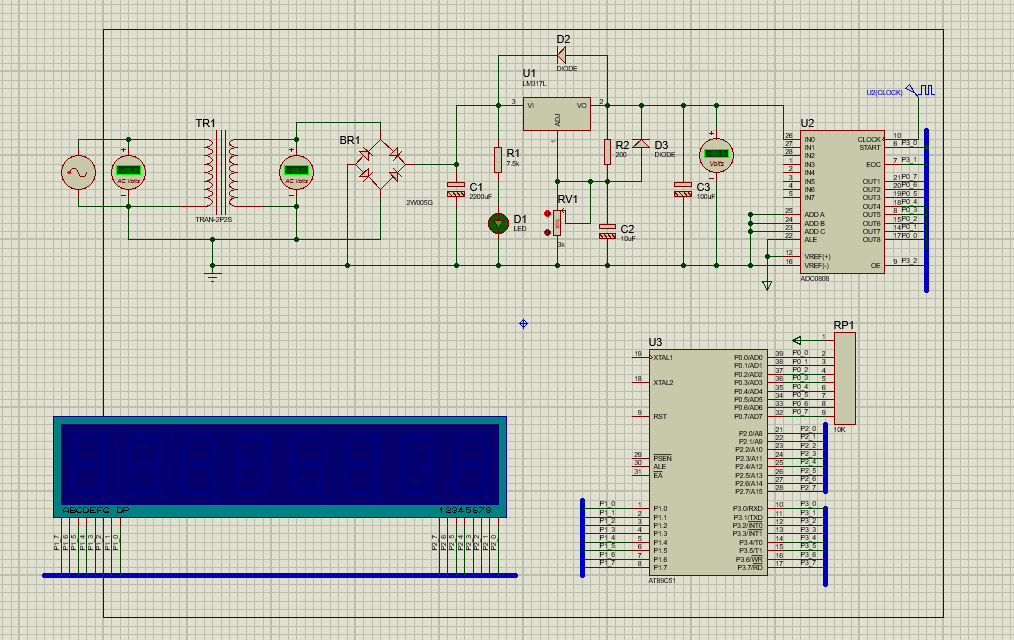 D2
DIODE
U1
LM317L
3
VI
VO
2
ADJ
1
U2(CLOCK)
TR1
TRAN-2P2S
AC Volts
BR1
2W005G
C1
2200uF
R1
7.5k
D1
LED
RV1
3k
R2
200
D3
DIODE
C2
10uF
C3
100uF
Volts
U2
26 IN0
27 IN1
28 IN2
1 IN3
2 IN4
3 IN5
4 IN6
5 IN7
25 ADD A
24 ADD B
23 ADD C
22 ALE
12 VREF(+)
16 VREF(-)
CLOCK 10
START 6 P3_0
EOC 7 P3_1
OUT1 21 P0_7
OUT2 20 P0_6
OUT3 19 P0_5
OUT4 18 P0_4
OUT5 8 P0_3
OUT6 15 P0_2
OUT7 14 P0_1
OUT8 17 P0_0
OE 9 P3_2
ADC0808
U3
19 XTAL1
18 XTAL2
9 RST
29 PSEN
30 ALE
31 EA
P1_0 1 P1.0
P1_1 2 P1.1
P1_2 3 P1.2
P1_3 4 P1.3
P1_4 5 P1.4
P1_5 6 P1.5
P1_6 7 P1.6
P1_7 8 P1.7
P0.0/AD0 39 P0_0
P0.1/AD1 38 P0_1
P0.2/AD2 37 P0_2
P0.3/AD3 36 P0_3
P0.4/AD4 35 P0_4
P0.5/AD5 34 P0_5
P0.6/AD6 33 P0_6
P0.7/AD7 32 P0_7
P2.0/A8 21 P2_0
P2.1/A9 22 P2_1
P2.2/A10 23 P2_2
P2.3/A11 24 P2_3
P2.4/A12 25 P2_4
P2.5/A13 26 P2_5
P2.6/A14 27 P2_6
P2.7/A15 28 P2_7
P3.0/RXD 10 P3_0
P3.1/TXD 11 P3_1
P3.2/INT0 12 P3_2
P3.3/INT1 13 P3_3
P3.4/T0 14 P3_4
P3.5/T1 15 P3_5
P3.6/WR 16 P3_6
P3.7/RD 17 P3_7
AT89C51
RP1
1
2
3
4
5
6
7
8
9
10K
ABCDEFG DP
12345678
P1_7
P1_6
P1_5
P1_4
P1_3
P1_2
P1_1
P1_0
P2_7
P2_6
P2_5
P2_4
P2_3
P2_2
P2_1
P2_0